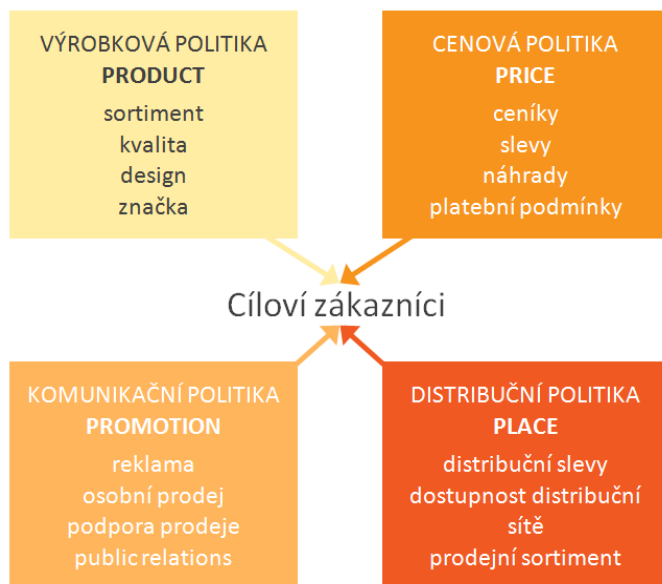 VÝROBKOVÁ POLITIKA
PRODUCT
sortiment
kvalita
design
značka
CENOVÁ POLITIKA
PRICE
ceníky
slevy
náhrady
platební podmínky
Cíloví zákazníci
KOMUNIKAČNÍ POLITIKA
PROMOTION
reklama
osobní prodej
podpora prodeje
public relations
DISTRIBUČNÍ POLITIKA
PLACE
distribuční slevy
dostupnost distribuční
sítě
prodejní sortiment